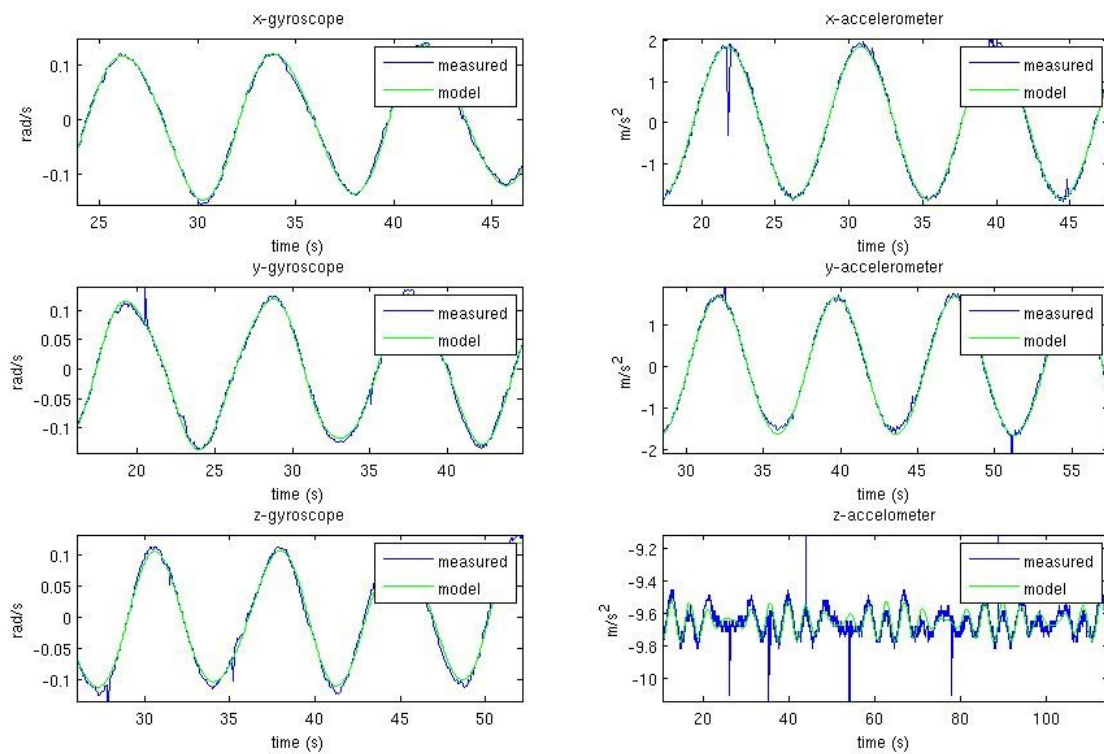 x-gyroscope
0.1
0
-0.1
rad/s
measured
model
25 30 35 40 45
time (s)
x-accelerometer
2
1
0
-1
m/s2
measured
model
20 25 30 35 40 45
time (s)
y-gyroscope
0.1
0.05
0
-0.05
-0.1
rad/s
measured
model
20 25 30 35 40
time (s)
y-accelerometer
1
0
-1
-2
m/s2
measured
model
30 35 40 45 50 55
time (s)
z-gyroscope
0.1
0.05
0
-0.05
-0.1
rad/s
measured
model
30 35 40 45 50
time (s)
z-accelometer
-9.2
-9.4
-9.6
-9.8
-10
m/s2
measured
model
20 40 60 80 100
time (s)